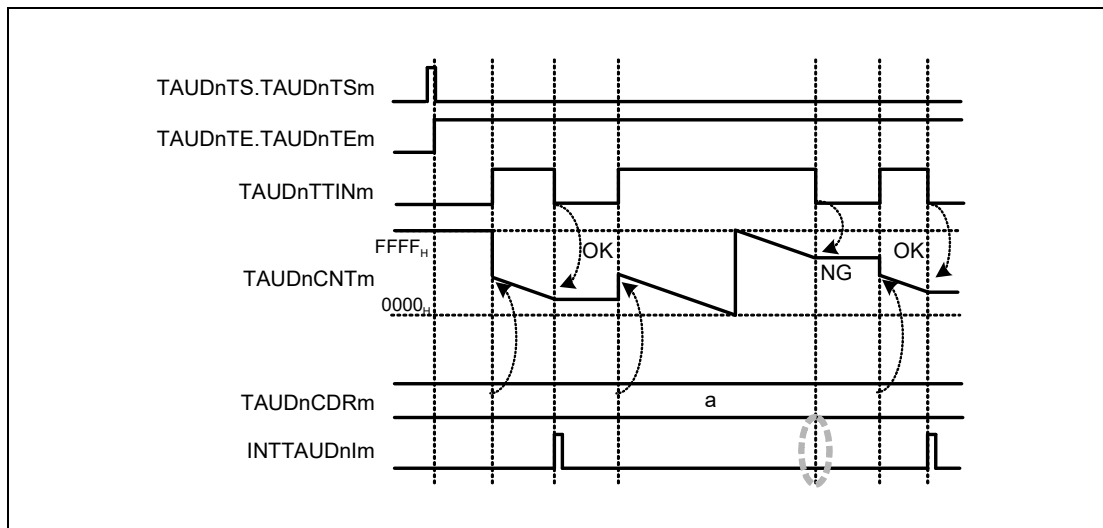 TAUDnTS.TAUDnTSm
TAUDnTE.TAUDnTEm
TAUDnTTINm
FFFFH
OK
OK
TAUDnCNTm
NG
0000H
TAUDnCDRm
a
INTTAUDnIm